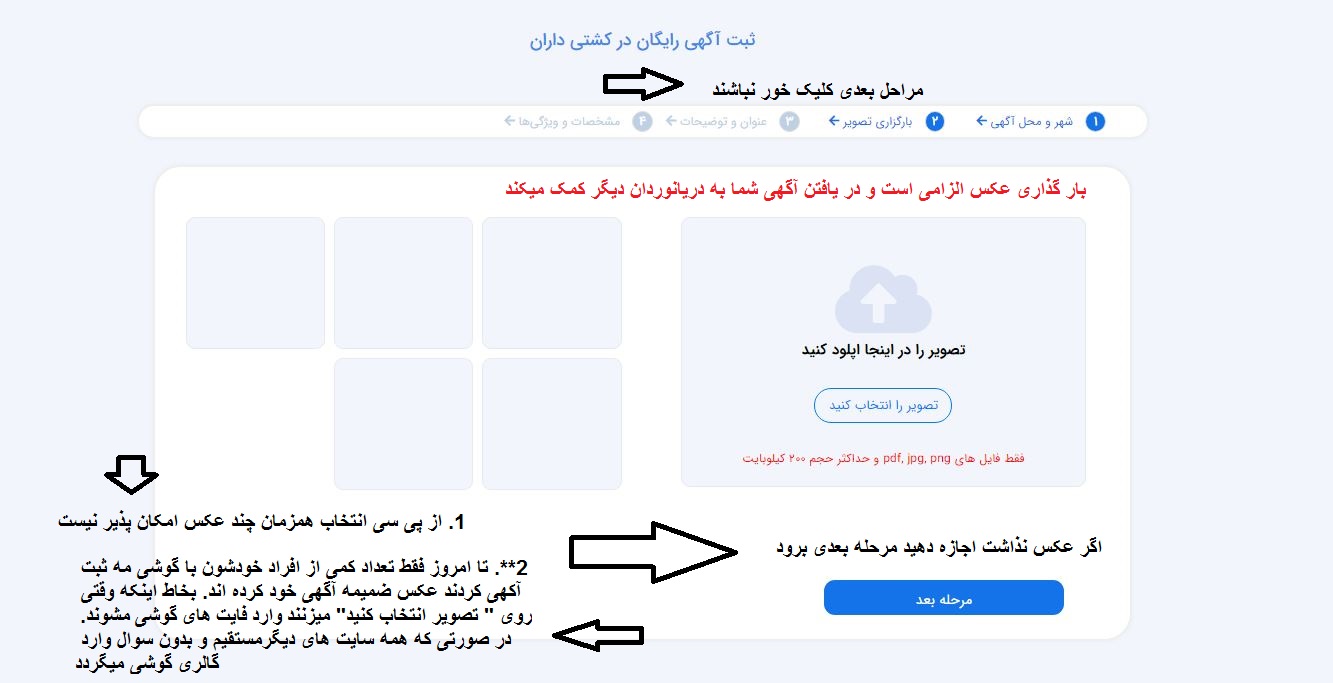 ثبت آگهی رایگان در کشتی داران
مراحل بعدی کلیک خور نباشند
۱ شهر و محل آگهی ← ۲ بارگزاری تصویر ← ۳ عنوان و توضیحات ← ۴ مشخصات و ویژگی‌ها ←
بار گذاری عکس الزامی است و در یافتن آگهی شما به دریانوردان دیگر کمک میکند
تصویر را در اینجا اپلود کنید
تصویر را انتخاب کنید
فقط فایل های pdf, jpg, png و حداکثر حجم ۲۰۰ کیلوبایت
1. از پی سی انتخاب همزمان چند عکس امکان پذیر نیست
اگر عکس نذاشت اجازه دهید مرحله بعدی برود
مرحله بعد
2**. تا امروز فقط تعداد کمی از افراد خودشون با گوشی مه ثبت
آکهی کردند عکس ضمیمه آگهی خود کرده اند. بخاط اینکه وقتی
روی " تصویر انتخاب کنید" میزنند وارد فایت های گوشی مشوند.
در صورتی که همه سایت های دیگرمستقیم و بدون سوال وارد
گالری گوشی میگردد